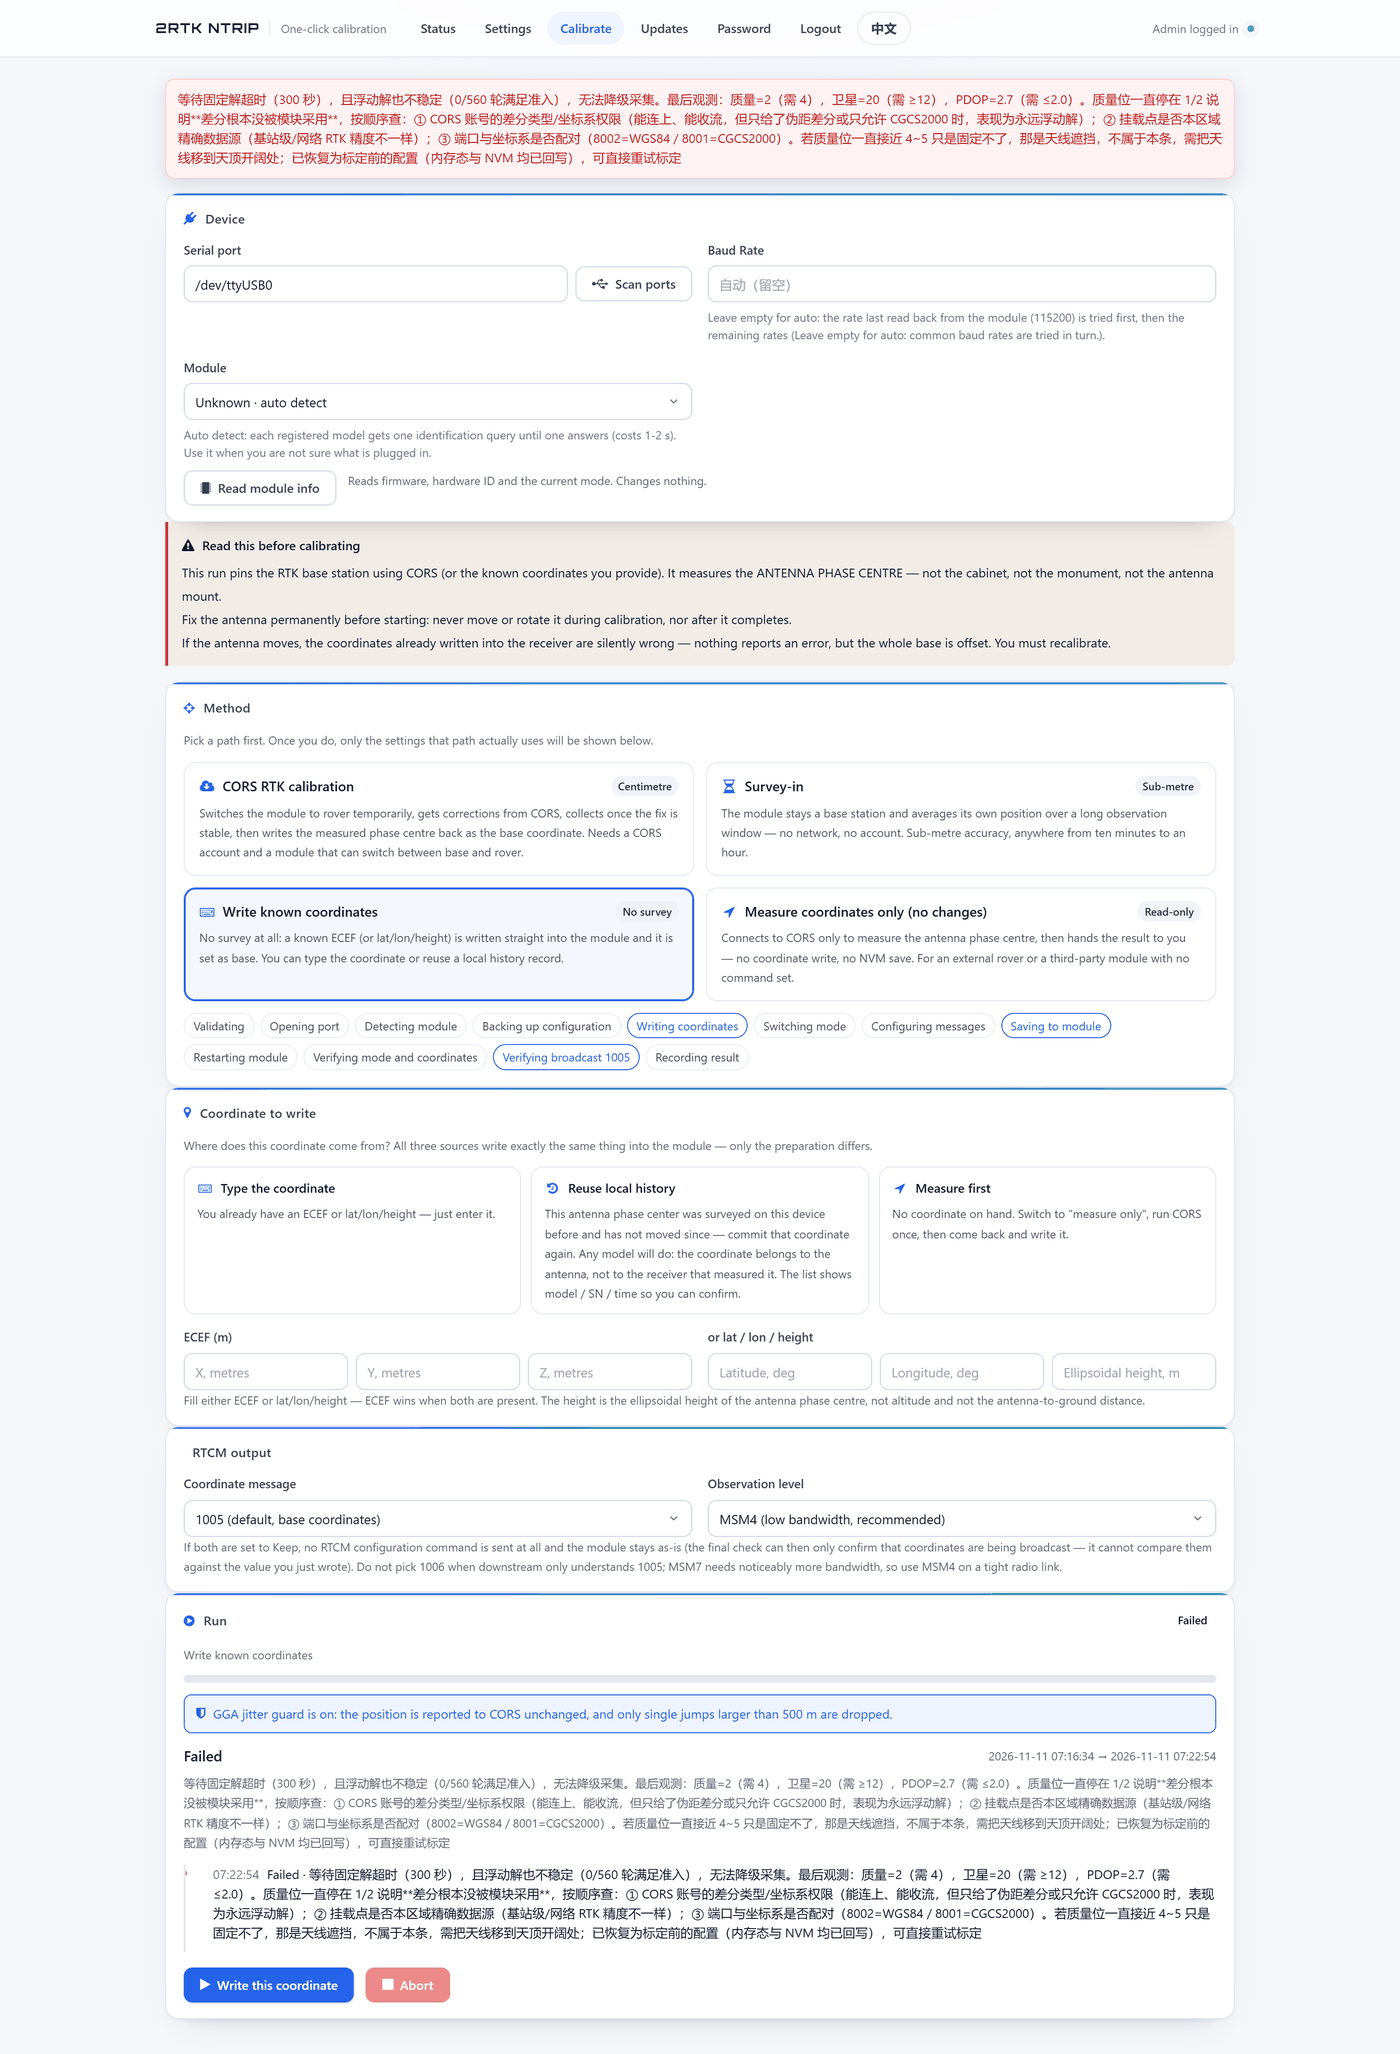 2RTK NTRIP
One-click calibration
Status
Settings
Calibrate
Updates
Password
Logout
中文
Admin logged in
等待固定解超时（300 秒），且浮动解也不稳定（0/560 轮满足准入），无法降级采集。最后观测：质量=2（需 4），卫星=20（需 ≥12），PDOP=2.7（需 ≤2.0）。质量位一直停在 1/2 说
明**差分根本没被模块采用**，按顺序查：① CORS 账号的差分类型/坐标系权限（能连上、能收流，但只给了伪距差分或只允许 CGCS2000 时，表现为永远浮动解）；② 挂载点是否本区域
精确数据源（基站级/网络 RTK 精度不一样）；③ 端口与坐标系是否配对（8002=WGS84 / 8001=CGCS2000）。若质量位一直接近 4~5 只是固定不了，那是天线遮挡，不属于本条，需把天
线移到天顶开阔处；已恢复为标定前的配置（内存态与 NVM 均已回写），可直接重试标定
Device
Serial port
Baud Rate
/dev/ttyUSB0
Scan ports
自动（留空）
Leave empty for auto: the rate last read back from the module (115200) is tried first, then the
remaining rates (Leave empty for auto: common baud rates are tried in turn.).
Module
Unknown · auto detect
Auto detect: each registered model gets one identification query until one answers (costs 1-2 s).
Use it when you are not sure what is plugged in.
Read module info
Reads firmware, hardware ID and the current mode. Changes nothing.
Read this before calibrating
This run pins the RTK base station using CORS (or the known coordinates you provide). It measures the ANTENNA PHASE CENTRE — not the cabinet, not the monument, not the antenna
mount.
Fix the antenna permanently before starting: never move or rotate it during calibration, nor after it completes.
If the antenna moves, the coordinates already written into the receiver are silently wrong — nothing reports an error, but the whole base is offset. You must recalibrate.
Method
Pick a path first. Once you do, only the settings that path actually uses will be shown below.
CORS RTK calibration
Centimetre
Switches the module to rover temporarily, gets corrections from CORS, collects once the fix is
stable, then writes the measured phase centre back as the base coordinate. Needs a CORS
account and a module that can switch between base and rover.
Survey-in
Sub-metre
The module stays a base station and averages its own position over a long observation
window — no network, no account. Sub-metre accuracy, anywhere from ten minutes to an
hour.
Write known coordinates
No survey
No survey at all: a known ECEF (or lat/lon/height) is written straight into the module and it is
set as base. You can type the coordinate or reuse a local history record.
Measure coordinates only (no changes)
Read-only
Connects to CORS only to measure the antenna phase centre, then hands the result to you
— no coordinate write, no NVM save. For an external rover or a third-party module with no
command set.
Validating
Opening port
Detecting module
Backing up configuration
Writing coordinates
Switching mode
Configuring messages
Saving to module
Restarting module
Verifying mode and coordinates
Verifying broadcast 1005
Recording result
Coordinate to write
Where does this coordinate come from? All three sources write exactly the same thing into the module — only the preparation differs.
Type the coordinate
You already have an ECEF or lat/lon/height — just enter it.
Reuse local history
This antenna phase center was surveyed on this device
before and has not moved since — commit that coordinate
again. Any model will do: the coordinate belongs to the
antenna, not to the receiver that measured it. The list shows
model / SN / time so you can confirm.
Measure first
No coordinate on hand. Switch to "measure only", run CORS
once, then come back and write it.
ECEF (m)
or lat / lon / height
X, metres
Y, metres
Z, metres
Latitude, deg
Longitude, deg
Ellipsoidal height, m
Fill either ECEF or lat/lon/height — ECEF wins when both are present. The height is the ellipsoidal height of the antenna phase centre, not altitude and not the antenna-to-ground distance.
RTCM output
Coordinate message
Observation level
1005 (default, base coordinates)
MSM4 (low bandwidth, recommended)
If both are set to Keep, no RTCM configuration command is sent at all and the module stays as-is (the final check can then only confirm that coordinates are being broadcast — it cannot compare them
against the value you just wrote). Do not pick 1006 when downstream only understands 1005; MSM7 needs noticeably more bandwidth, so use MSM4 on a tight radio link.
Run
Failed
Write known coordinates
GGA jitter guard is on: the position is reported to CORS unchanged, and only single jumps larger than 500 m are dropped.
Failed
2026-11-11 07:16:34 → 2026-11-11 07:22:54
等待固定解超时（300 秒），且浮动解也不稳定（0/560 轮满足准入），无法降级采集。最后观测：质量=2（需 4），卫星=20（需 ≥12），PDOP=2.7（需 ≤2.0）。质量位一直停在 1/2 说明**差分根本
没被模块采用**，按顺序查：① CORS 账号的差分类型/坐标系权限（能连上、能收流，但只给了伪距差分或只允许 CGCS2000 时，表现为永远浮动解）；② 挂载点是否本区域精确数据源（基站级/网络
RTK 精度不一样）；③ 端口与坐标系是否配对（8002=WGS84 / 8001=CGCS2000）。若质量位一直接近 4~5 只是固定不了，那是天线遮挡，不属于本条，需把天线移到天顶开阔处；已恢复为标定前的
配置（内存态与 NVM 均已回写），可直接重试标定
07:22:54 Failed · 等待固定解超时（300 秒），且浮动解也不稳定（0/560 轮满足准入），无法降级采集。最后观测：质量=2（需 4），卫星=20（需 ≥12），PDOP=2.7（需
≤2.0）。质量位一直停在 1/2 说明**差分根本没被模块采用**，按顺序查：① CORS 账号的差分类型/坐标系权限（能连上、能收流，但只给了伪距差分或只允许 CGCS2000 时，表现
为永远浮动解）；② 挂载点是否本区域精确数据源（基站级/网络 RTK 精度不一样）；③ 端口与坐标系是否配对（8002=WGS84 / 8001=CGCS2000）。若质量位一直接近 4~5 只是
固定不了，那是天线遮挡，不属于本条，需把天线移到天顶开阔处；已恢复为标定前的配置（内存态与 NVM 均已回写），可直接重试标定
Write this coordinate
Abort